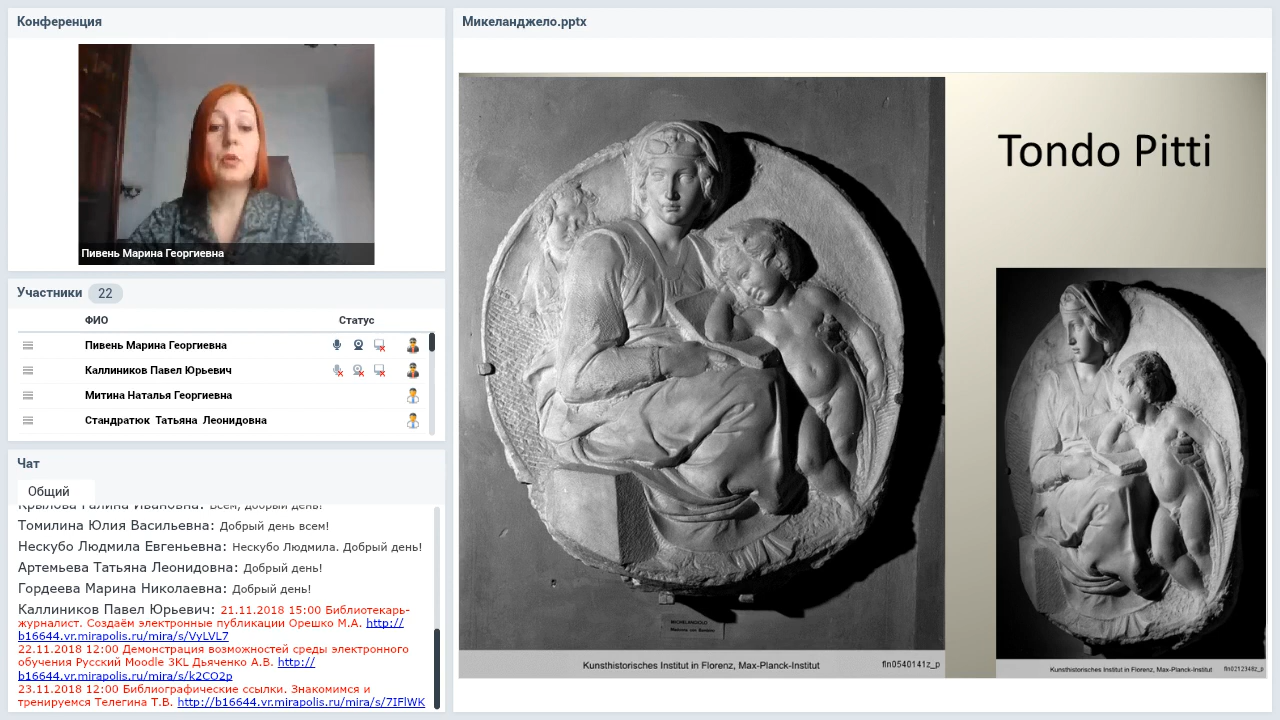 Конференция
Пивень Марина Георгиевна
Участники 22
ФИО Статус
Пивень Марина Георгиевна
Каллиников Павел Юрьевич
Митина Наталья Георгиевна
Стандратюк Татьяна Леонидовна
Чат
Общий
Крылова Галина Ивановна: Всем, добрый день!
Томилина Юлия Васильевна: Добрый день всем!
Нескубо Людмила Евгеньевна: Нескубо Людмила. Добрый день!
Артемьева Татьяна Леонидовна: Добрый день!
Гордеева Марина Николаевна: Добрый день!
Каллиников Павел Юрьевич: 21.11.2018 15:00 Библиотекарь-
журналист. Создаём электронные публикации Орешко М.А. http://
b16644.vr.mirapolis.ru/mira/s/VyLVL7
22.11.2018 12:00 Демонстрация возможностей среды электронного
обучения Русский Moodle 3KL Дьяченко А.В. http://
b16644.vr.mirapolis.ru/mira/s/k2CO2p
23.11.2018 12:00 Библиографические ссылки. Знакомимся и
тренируемся Телегина Т.В. http://b16644.vr.mirapolis.ru/mira/s/7IFlWK
Микеланджело.pptx
Tondo Pitti
MICHELANGIOLO
Kunsthistorisches Institut in Florenz, Max-Planck-Institut fln0540141z_p
Kunsthistorisches Institut in Florenz, Max-Planck-Institut fln0212348z_p